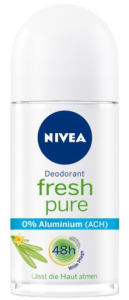 NIVEA
Deodorant
fresh
pure
0% Aluminium (ACH)
48h
Lässt die Haut atmen